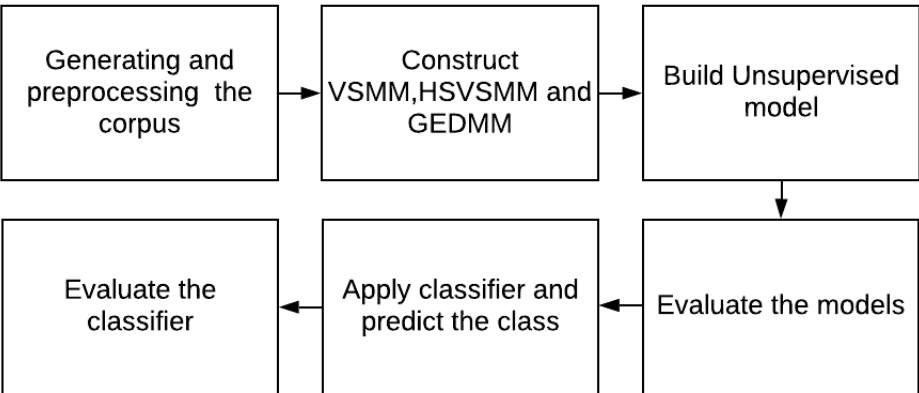 Generating and
preprocessing  the
corpus
Construct
VSMM,HSVSMM and
GEDMM
Build Unsupervised
model
Evaluate the
classifier
Apply classifier and
predict the class
Evaluate the models